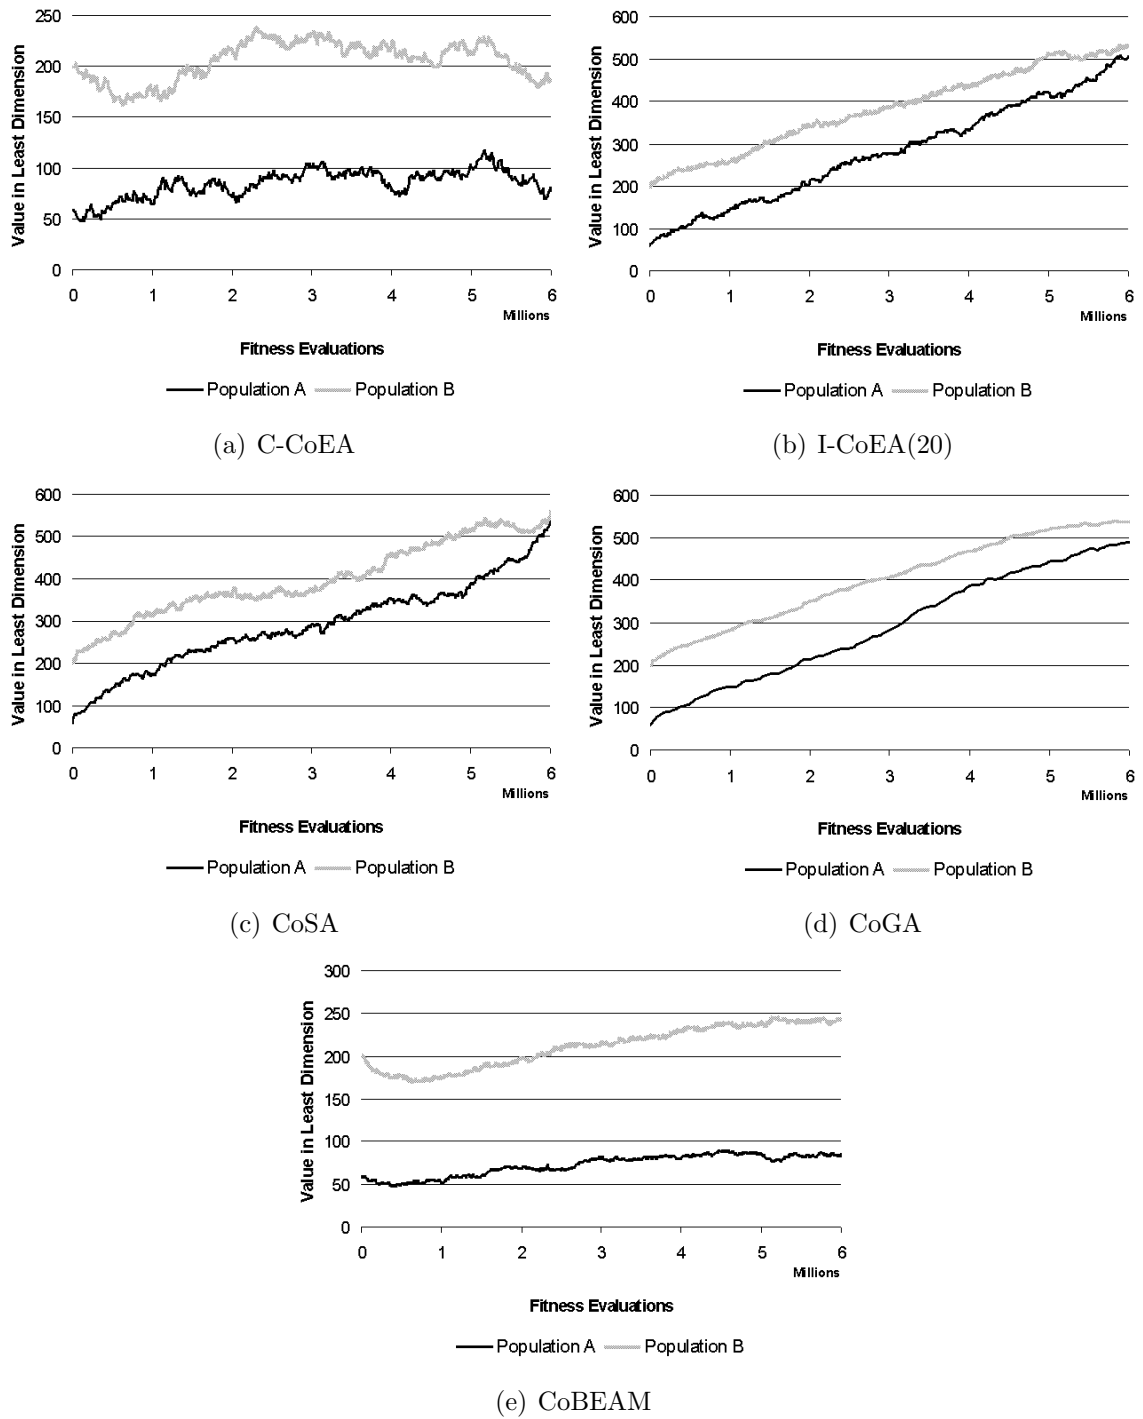 250
200
150
100
50
0
Value in Least Dimension
0 1 2 3 4 5 6
Millions
Fitness Evaluations
Population A Population B
(a) C-CoEA
600
500
400
300
200
100
0
Value in Least Dimension
0 1 2 3 4 5 6
Millions
Fitness Evaluations
Population A Population B
(b) I-CoEA(20)
600
500
400
300
200
100
0
Value in Least Dimension
0 1 2 3 4 5 6
Millions
Fitness Evaluations
Population A Population B
(c) CoSA
600
500
400
300
200
100
0
Value in Least Dimension
0 1 2 3 4 5 6
Millions
Fitness Evaluations
Population A Population B
(d) CoGA
300
250
200
150
100
50
0
Value in Least Dimension
0 1 2 3 4 5 6
Millions
Fitness Evaluations
Population A Population B
(e) CoBEAM